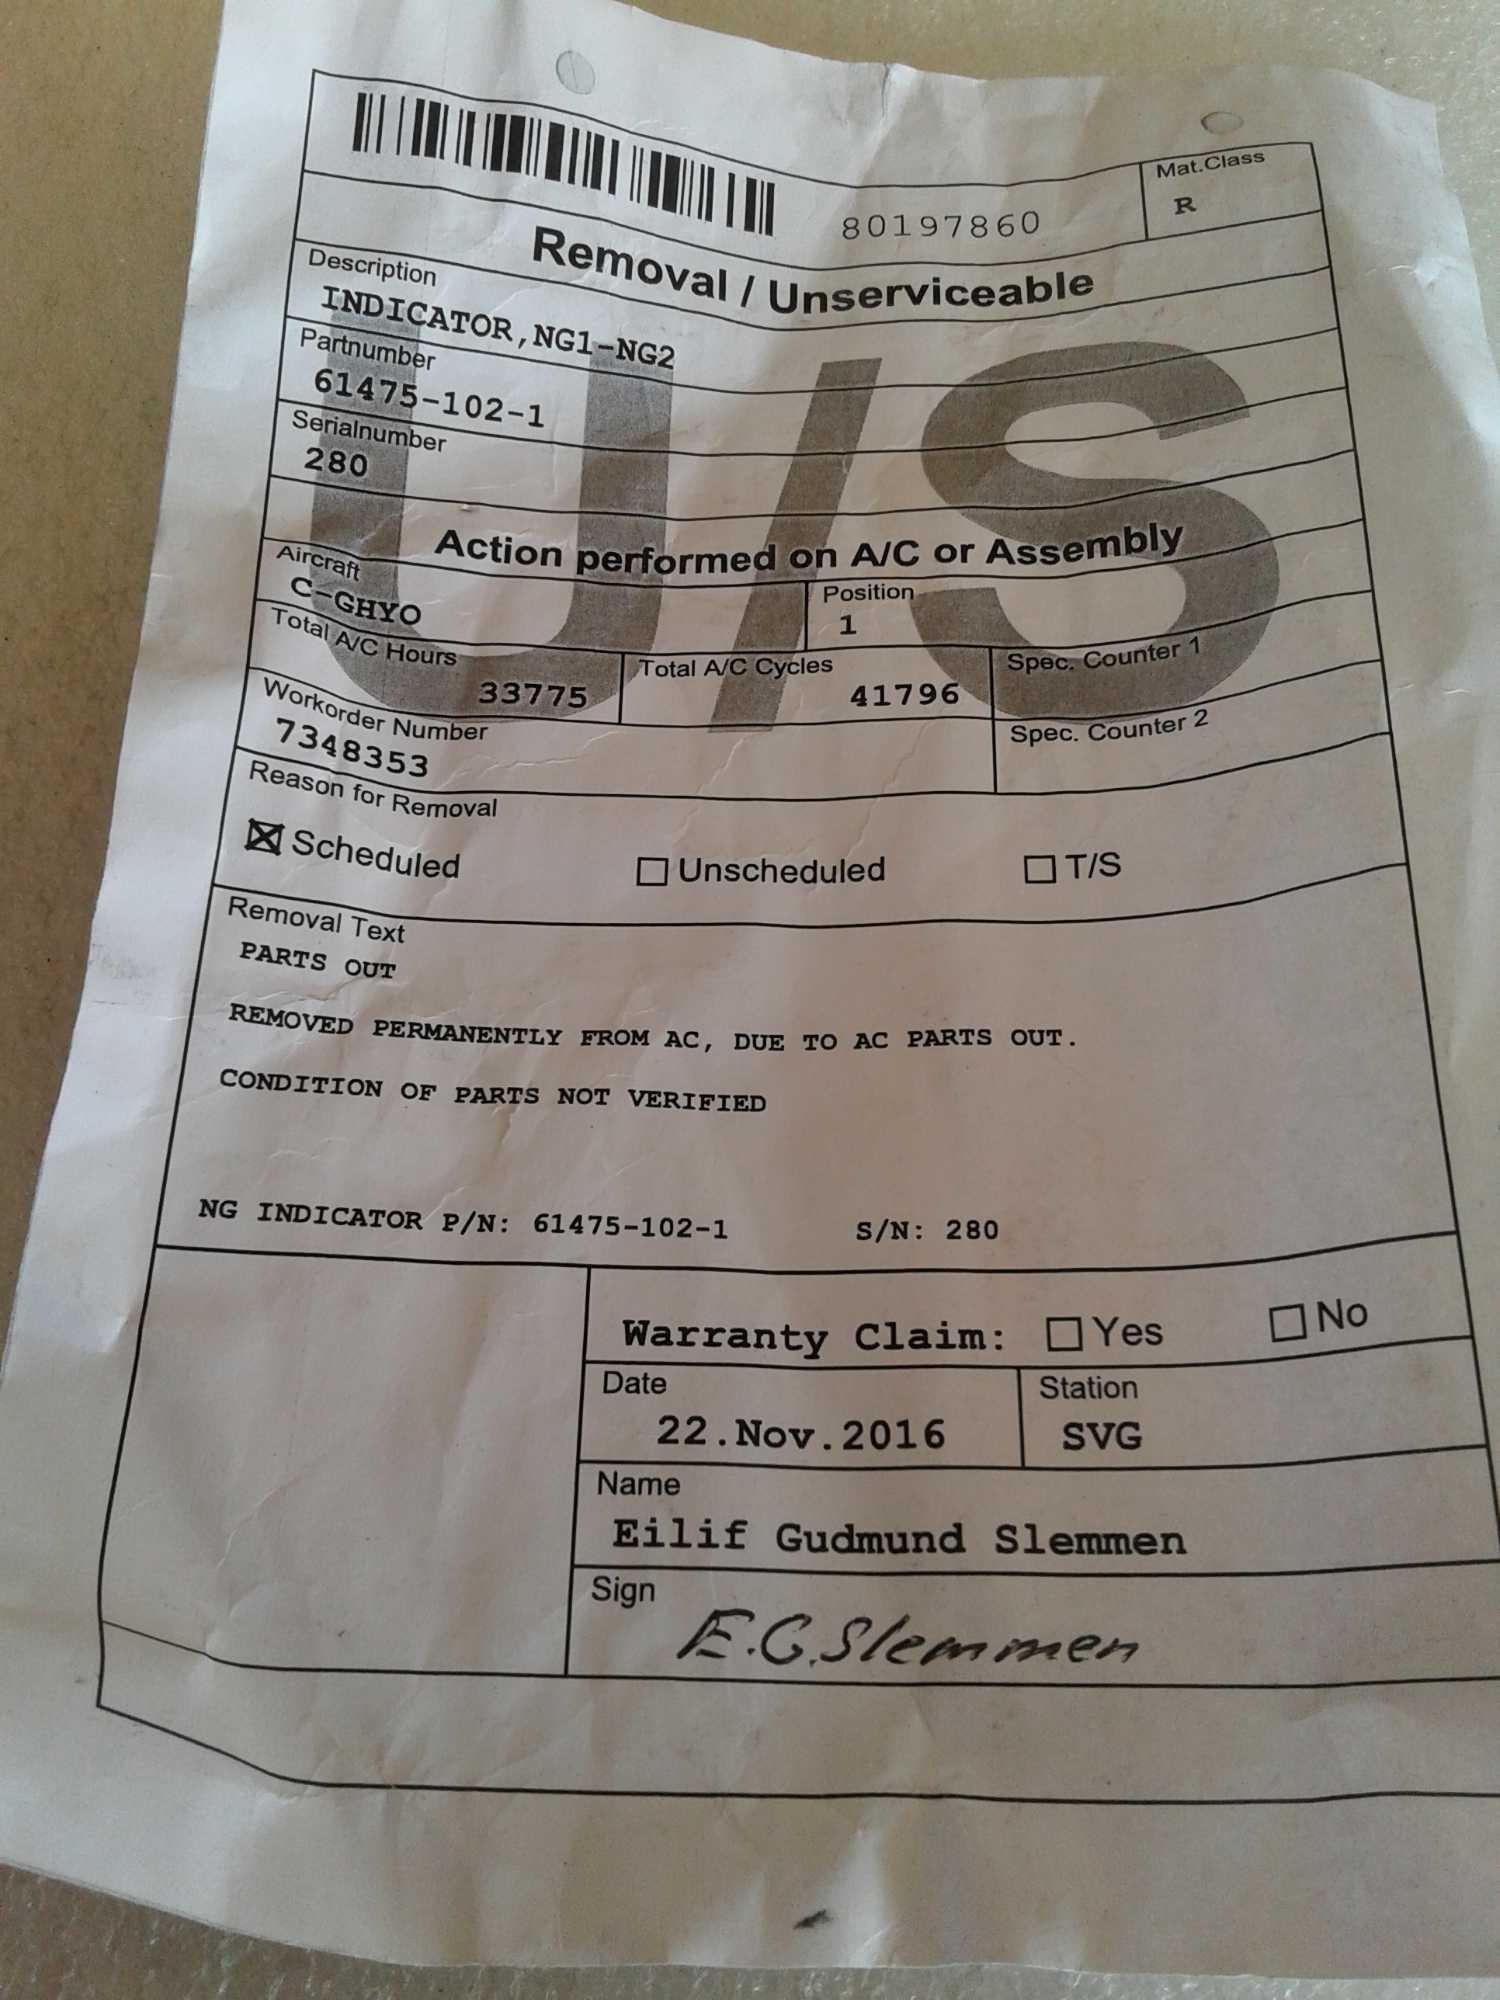 Mat.Class
80197860
R
Removal / Unserviceable
Description
INDICATOR,NG1-NG2
Partnumber
61475-102-1
Serialnumber
280
U/S
Action performed on A/C or Assembly
Aircraft
C-GHYO
Position
1
Total A/C Hours
33775
Total A/C Cycles
41796
Spec. Counter 1
Workorder Number
7348353
Spec. Counter 2
Reason for Removal
Scheduled Unscheduled T/S
Removal Text
PARTS OUT
REMOVED PERMANENTLY FROM AC, DUE TO AC PARTS OUT.
CONDITION OF PARTS NOT VERIFIED
NG INDICATOR P/N: 61475-102-1 S/N: 280
Warranty Claim: Yes No
Date
22.Nov.2016
Station
SVG
Name
Eilif Gudmund Slemmen
Sign
E.G.Slemmen